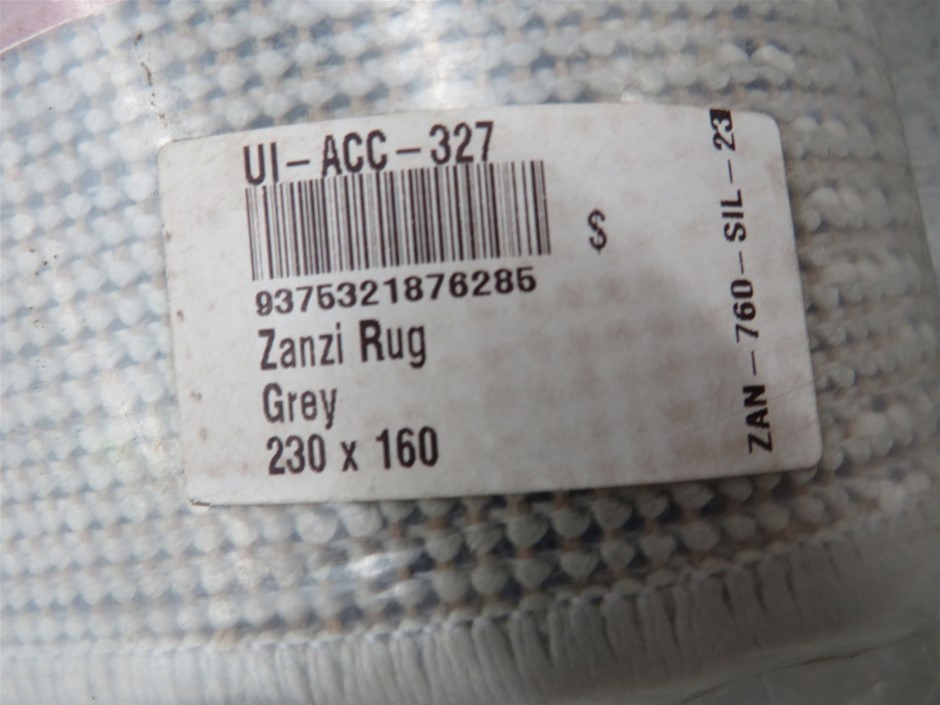 UI-ACC-327
$
9375321876285
Zanzi Rug
Grey
230 x 160
ZAN-760-SIL-23